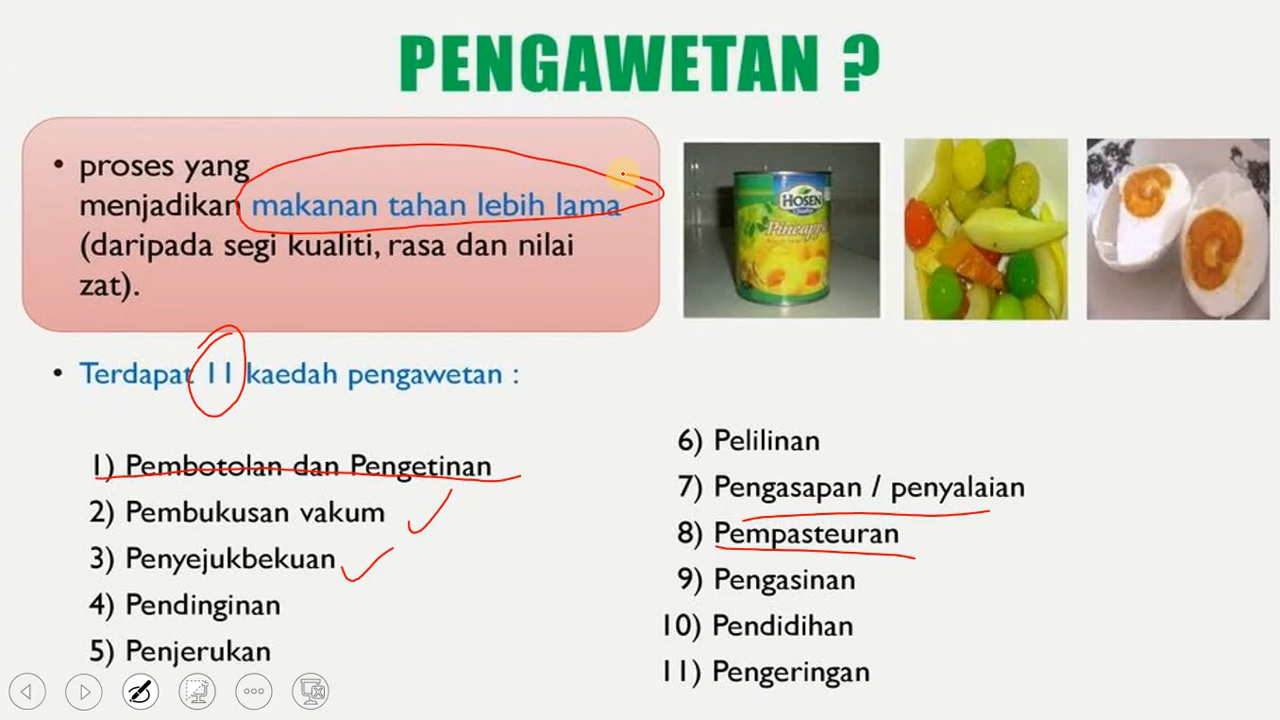 PENGAWETAN ?
• proses yang
menjadikan makanan tahan lebih lama
(daripada segi kualiti, rasa dan nilai
zat).
HOSEN
Pineapple
• Terdapat 11 kaedah pengawetan :
1) Pembotolan dan Pengetinan
2) Pembukusan vakum
3) Penyejukbekuan
4) Pendinginan
5) Penjerukan
6) Pelilinan
7) Pengasapan / penyalaian
8) Pempasteuran
9) Pengasinan
10) Pendidihan
11) Pengeringan